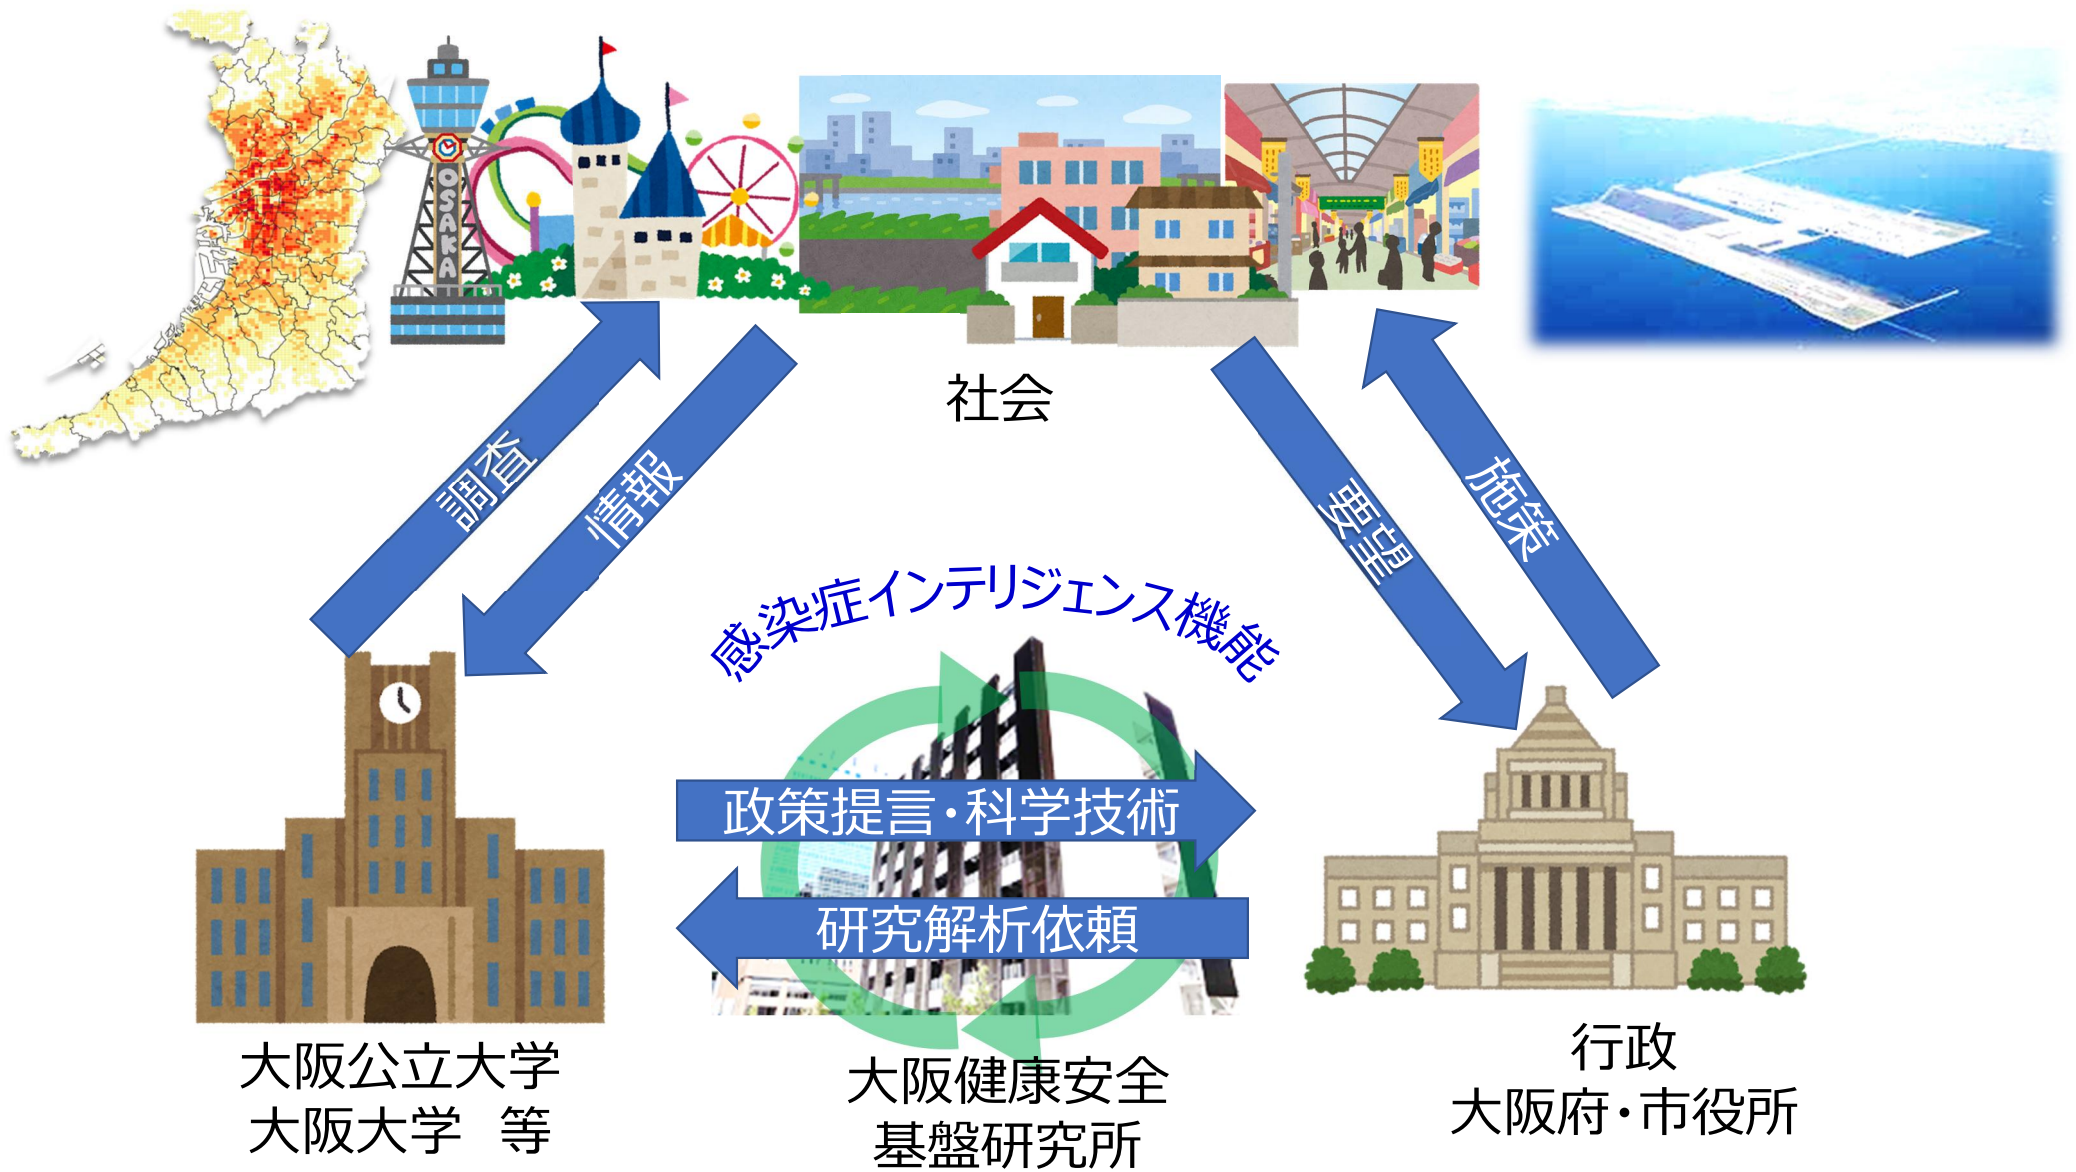 OSAKA
社会
調査
情報
要望
施策
感染症インテリジェンス機能
政策提言・科学技術
研究解析依頼
大阪公立大学
大阪大学　等
大阪健康安全
基盤研究所
行政
大阪府・市役所